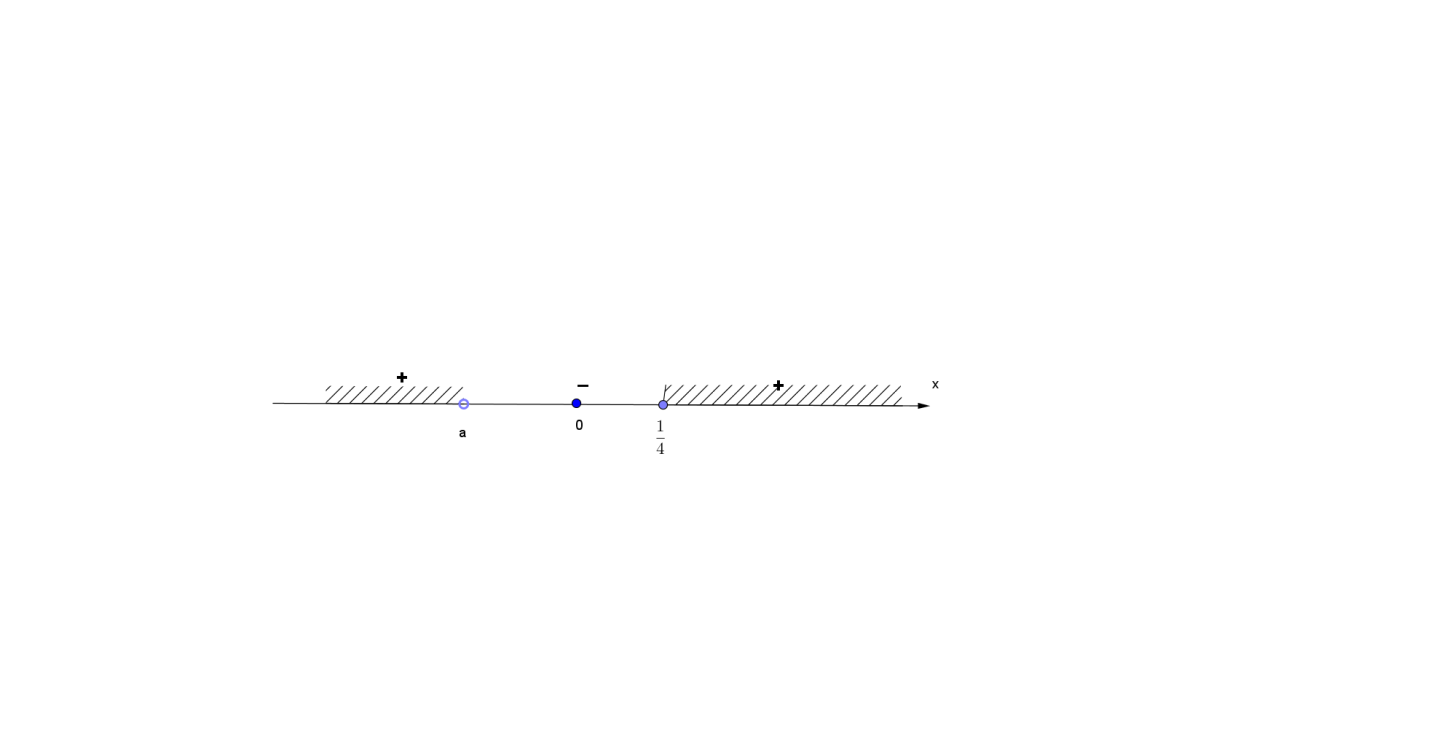 + − + x
a 0 1/4